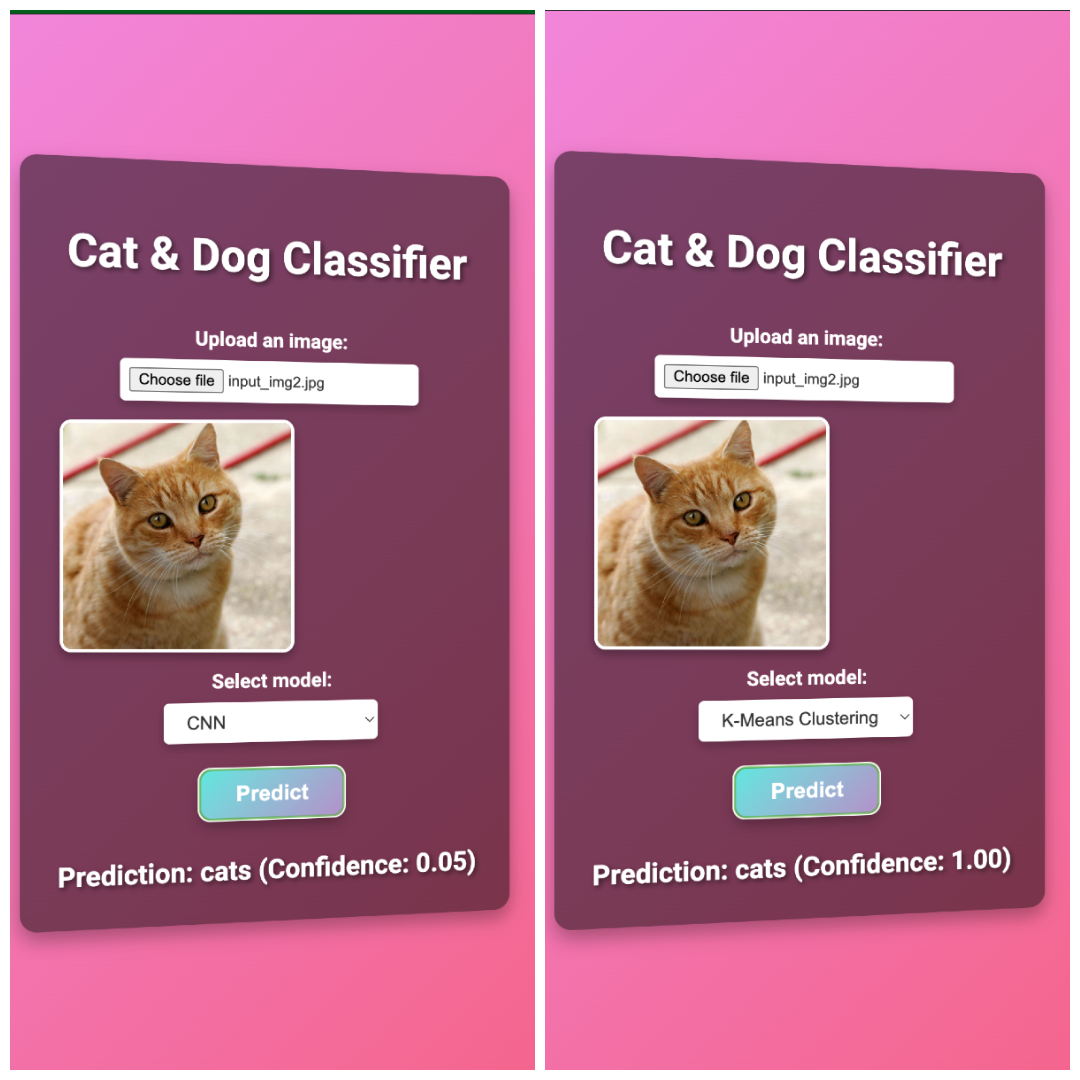 Cat & Dog Classifier
Upload an image:
Choose file input_img2.jpg
Select model:
CNN
Predict
Prediction: cats (Confidence: 0.05)
Cat & Dog Classifier
Upload an image:
Choose file input_img2.jpg
Select model:
K-Means Clustering
Predict
Prediction: cats (Confidence: 1.00)